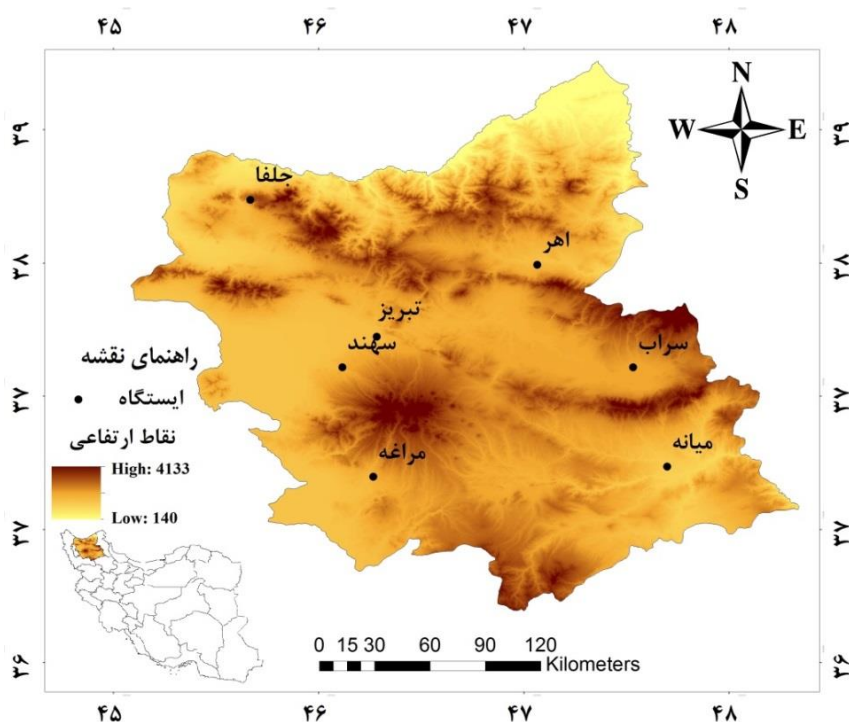 ۴۵ ۴۶ ۴۷ ۴۸
N
۳۹
W E
S
جلفا
اهر
۳۸
تبریز
سهند
سراب
راهنمای نقشه
ایستگاه
۳۷
نقاط ارتفاعی
مراغه
میانه
High: 4133
Low: 140
۳۷
0 15 30 60 90 120
Kilometers
۳۶
۴۵ ۴۶ ۴۷ ۴۸
۳۹
۳۸
۳۷
۳۷
۳۶